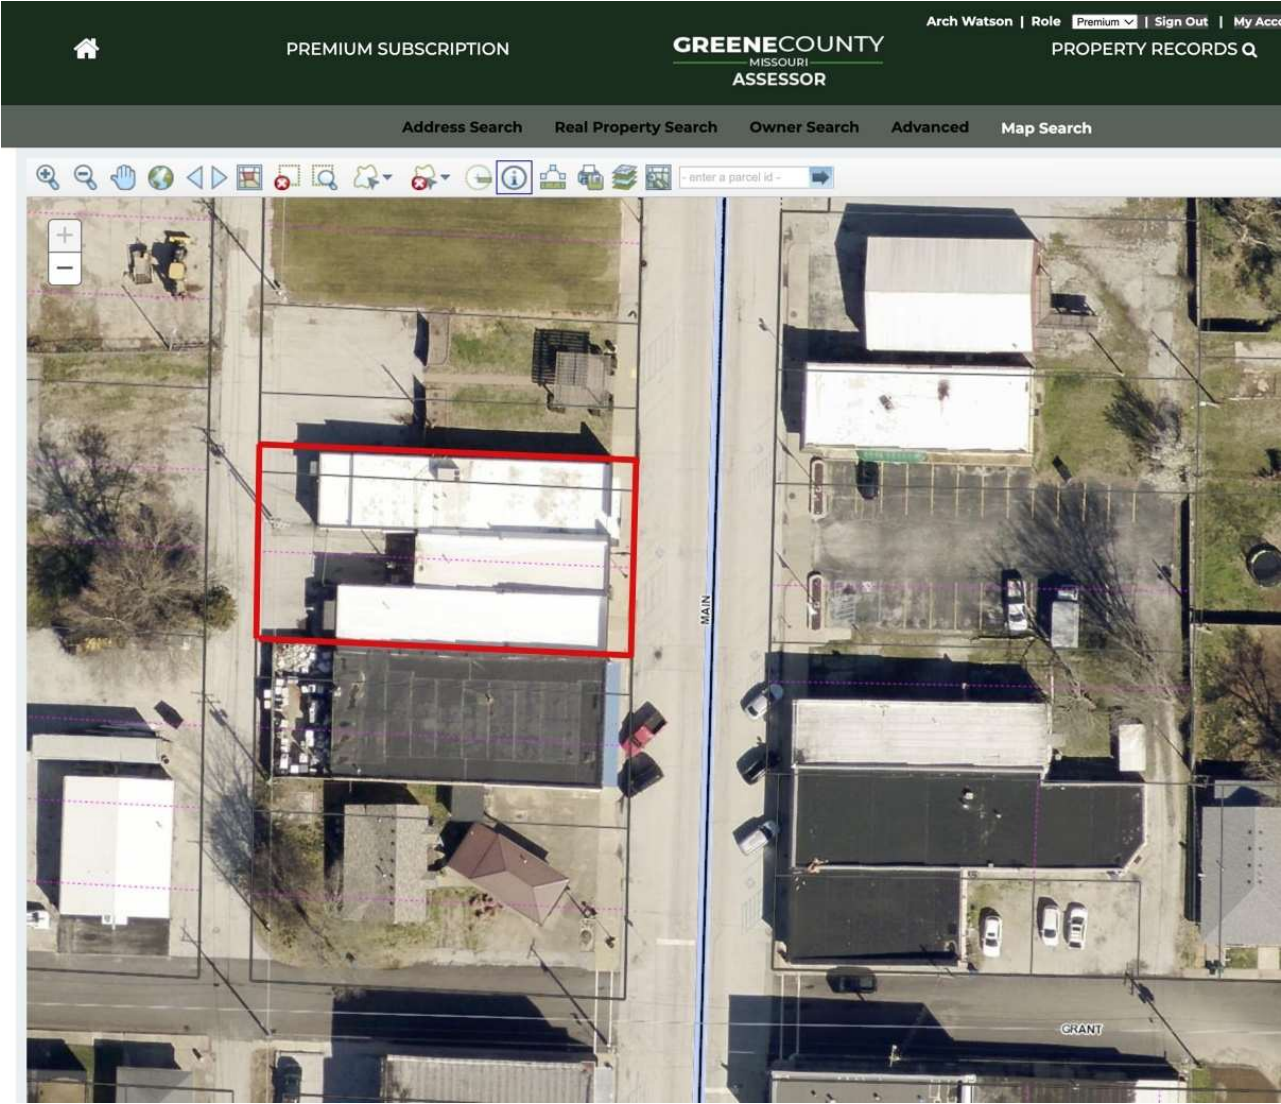 Arch Watson | Role Premium | Sign Out | My Acco
PREMIUM SUBSCRIPTION
GREENECOUNTY
MISSOURI
ASSESSOR
PROPERTY RECORDS
Address Search Real Property Search Owner Search Advanced Map Search
- enter a parcel id -
+
−
MAIN
GRANT